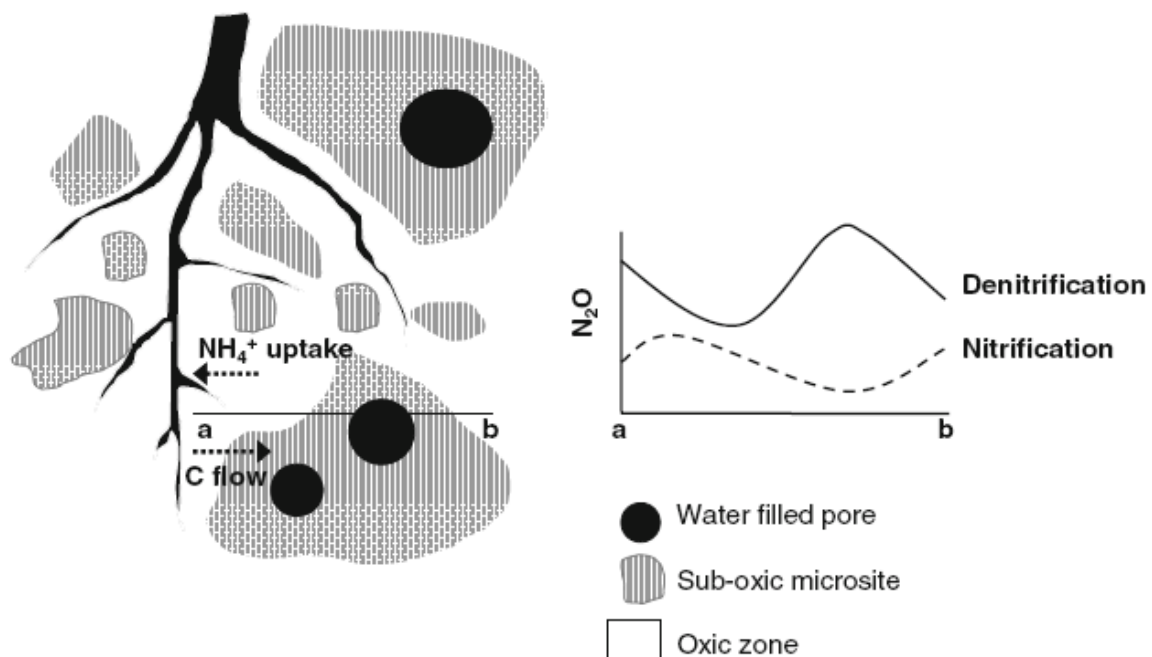 NH₄⁺ uptake
a
b
C flow
N₂O
Denitrification
Nitrification
a
b
Water filled pore
Sub-oxic microsite
Oxic zone